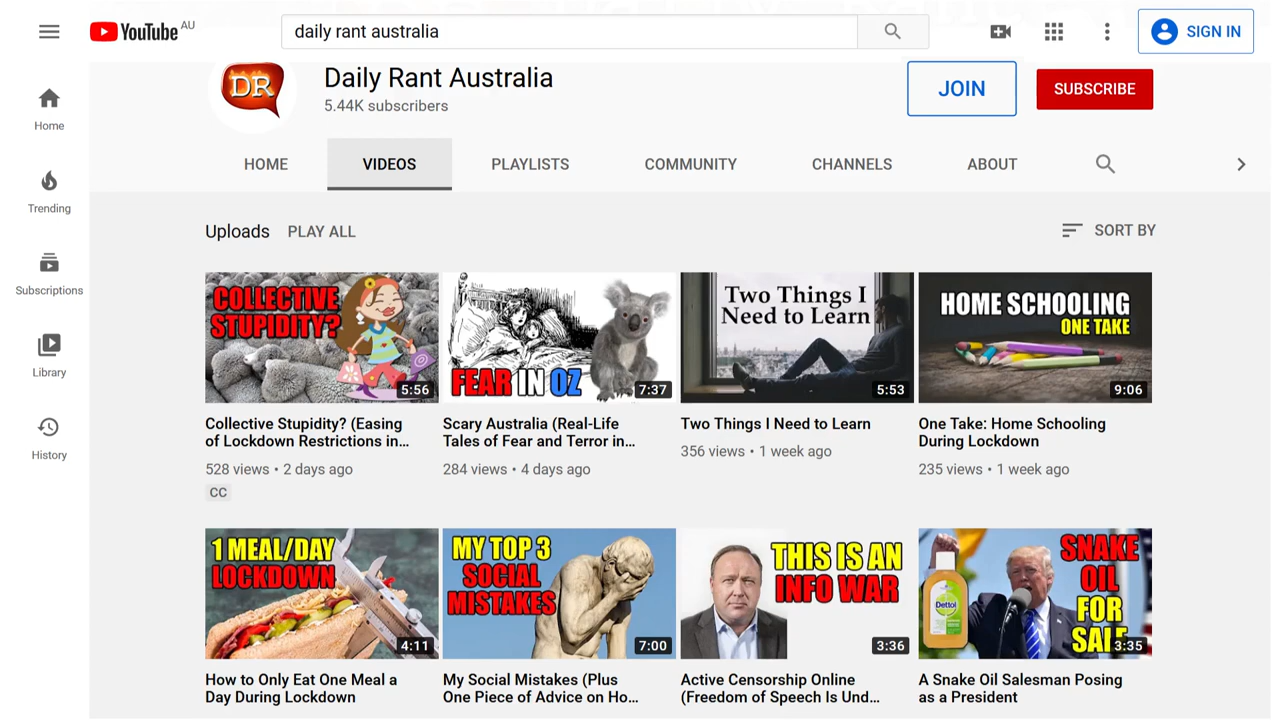 YouTube AU
daily rant australia
SIGN IN
Home
Trending
Subscriptions
Library
History
DR
Daily Rant Australia
5.44K subscribers
JOIN
SUBSCRIBE
HOME
VIDEOS
PLAYLISTS
COMMUNITY
CHANNELS
ABOUT
Uploads
PLAY ALL
SORT BY
COLLECTIVE
STUPIDITY?
5:56
Collective Stupidity? (Easing
of Lockdown Restrictions in...
528 views • 2 days ago
CC
FEAR IN OZ
7:37
Scary Australia (Real-Life
Tales of Fear and Terror in...
284 views • 4 days ago
Two Things I
Need to Learn
5:53
Two Things I Need to Learn
356 views • 1 week ago
HOME SCHOOLING
ONE TAKE
9:06
One Take: Home Schooling
During Lockdown
235 views • 1 week ago
1 MEAL/DAY
LOCKDOWN
4:11
How to Only Eat One Meal a
Day During Lockdown
MY TOP 3
SOCIAL
MISTAKES
7:00
My Social Mistakes (Plus
One Piece of Advice on Ho...
THIS IS AN
INFO WAR
3:36
Active Censorship Online
(Freedom of Speech Is Und...
Dettol
SNAKE
OIL
FOR
SALE
3:35
A Snake Oil Salesman Posing
as a President